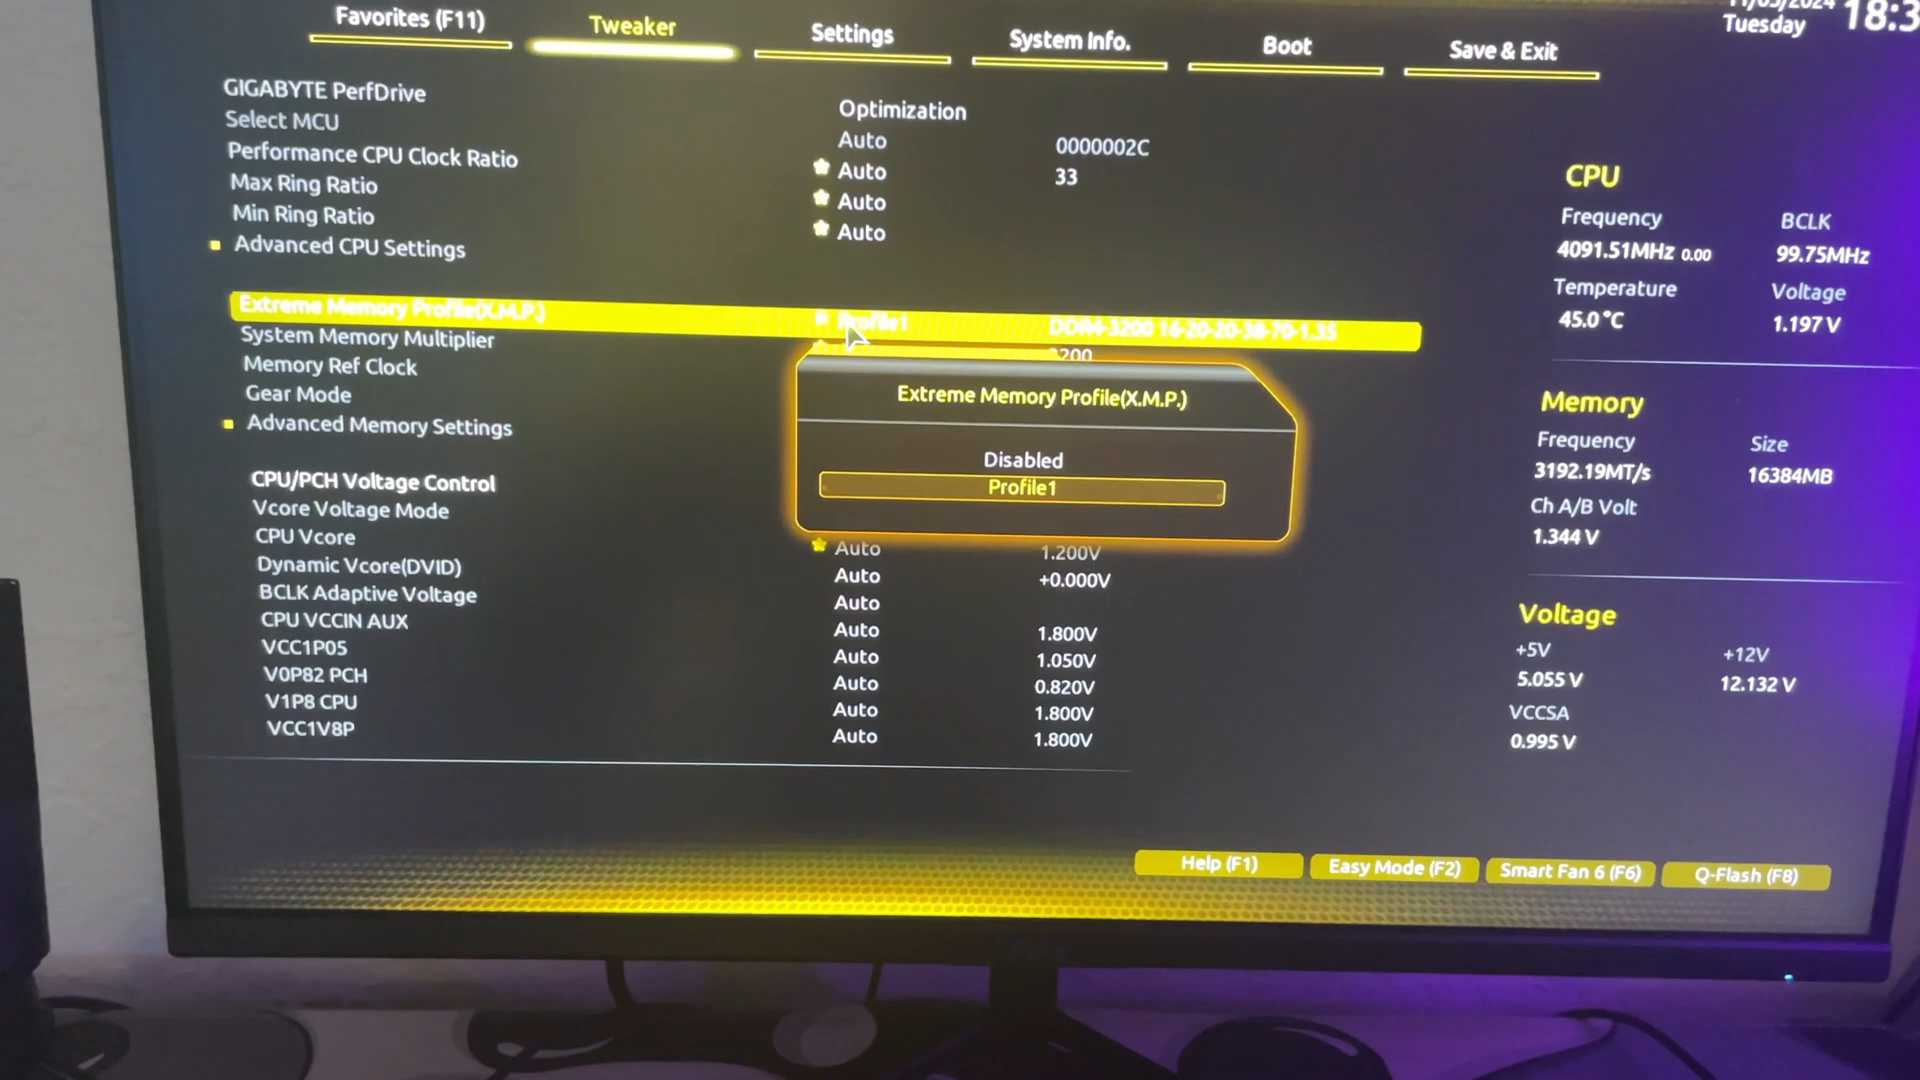 Favorites (F11) Tweaker Settings System Info. Boot Save & Exit
Tuesday
GIGABYTE PerfDrive Optimization
Select MCU Auto 0000002C
Performance CPU Clock Ratio Auto 33
Max Ring Ratio Auto
Min Ring Ratio Auto
Advanced CPU Settings
Extreme Memory Profile(X.M.P.) Profile1 DDR4-3200 16-20-20-38-70-1.35
System Memory Multiplier
Memory Ref Clock
Gear Mode
Advanced Memory Settings
Extreme Memory Profile(X.M.P.)
Disabled
Profile1
CPU/PCH Voltage Control
Vcore Voltage Mode
CPU Vcore Auto 1.200V
Dynamic Vcore(DVID) Auto +0.000V
BCLK Adaptive Voltage Auto
CPU VCCIN AUX Auto 1.800V
VCC1P05 Auto 1.050V
V0P82 PCH Auto 0.820V
V1P8 CPU Auto 1.800V
VCC1V8P Auto 1.800V
CPU
Frequency BCLK
4091.51MHz 0.00 99.75MHz
Temperature Voltage
45.0°C 1.197 V
Memory
Frequency Size
3192.19MT/s 16384MB
Ch A/B Volt
1.344 V
Voltage
+5V +12V
5.055 V 12.132 V
VCCSA
0.995 V
Help (F1) Easy Mode (F2) Smart Fan 6 (F6) Q-Flash (F8)